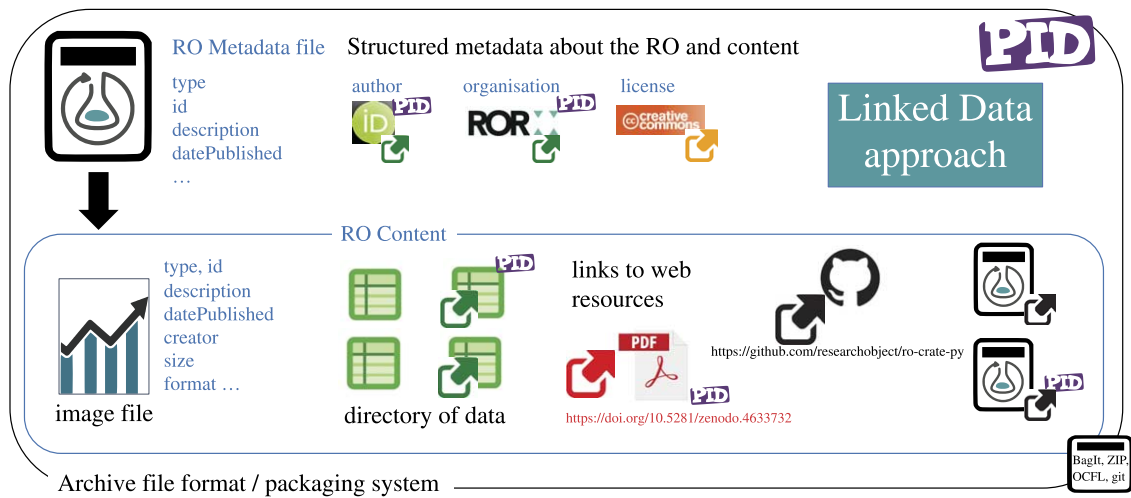 RO Metadata file
Structured metadata about the RO and content
PID
type
id
description
datePublished
…
author
organisation
license
iD
PID
ROR
PID
creative
commons
Linked Data
approach
RO Content
type, id
description
datePublished
creator
size
format …
image file
PID
directory of data
links to web
resources
PDF
PID
https://doi.org/10.5281/zenodo.4633732
https://github.com/researchobject/ro-crate-py
PID
Archive file format / packaging system
BagIt, ZIP,
OCFL, git